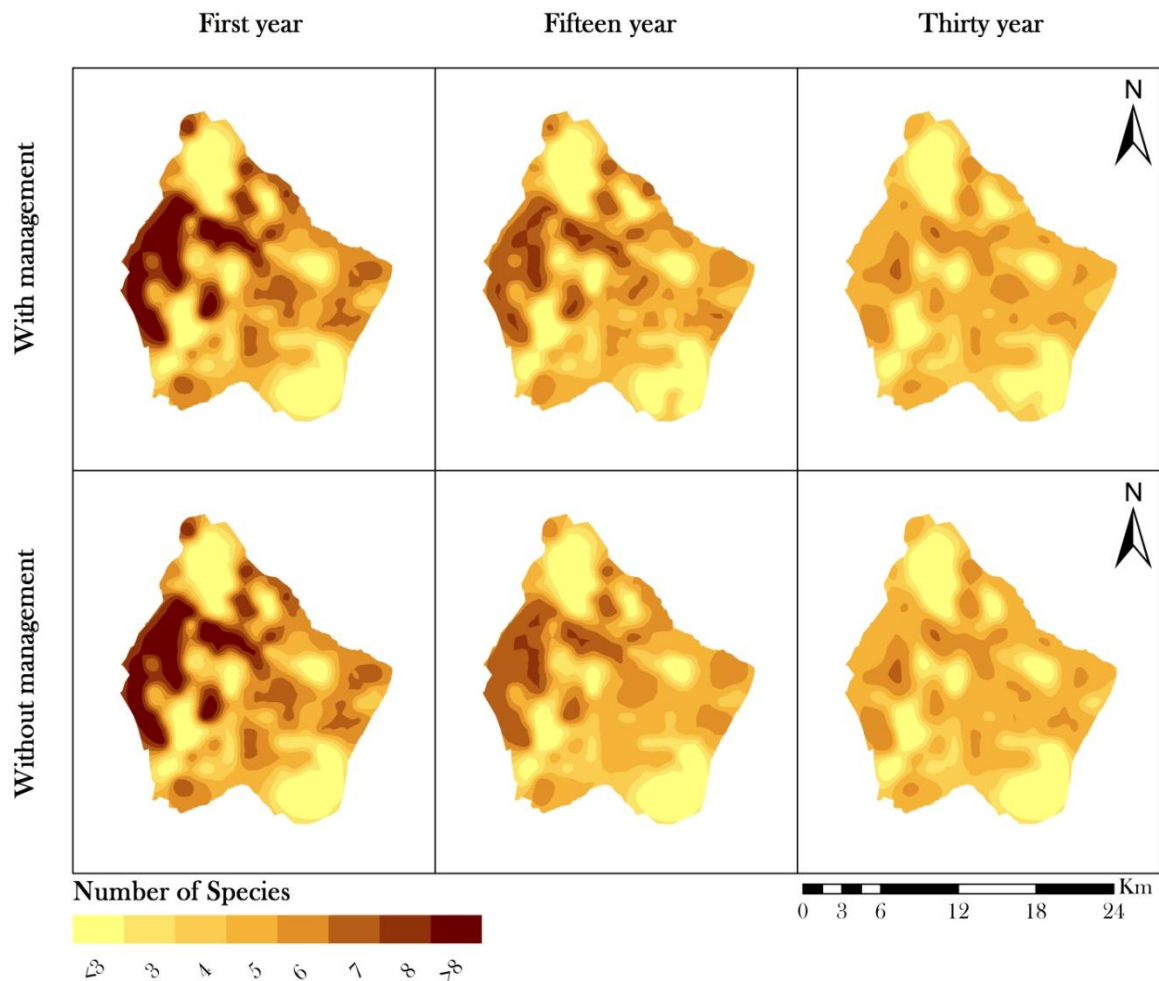 First year
Fifteen year
Thirty year
With management
N
Without management
N
Number of Species
<3 3 4 5 6 7 8 >8
Km
0 3 6 12 18 24